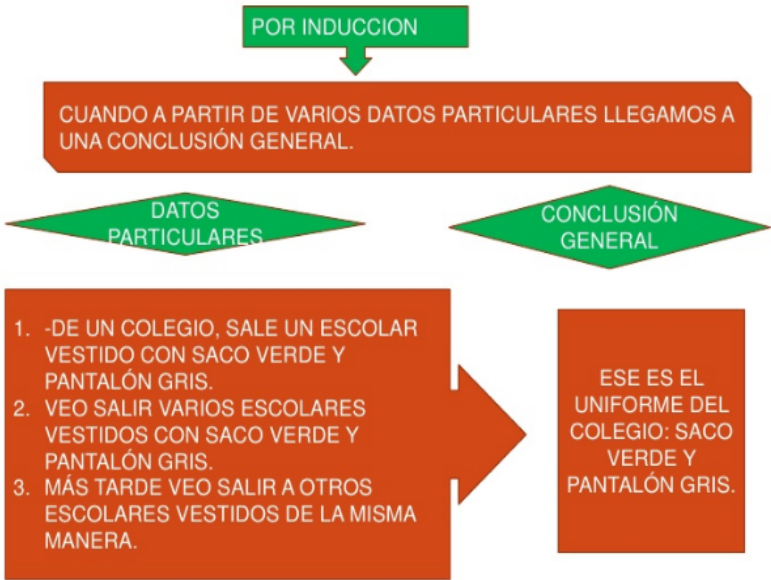 POR INDUCCION
CUANDO A PARTIR DE VARIOS DATOS PARTICULARES LLEGAMOS A
UNA CONCLUSIÓN GENERAL.
DATOS
PARTICULARES
CONCLUSIÓN
GENERAL
1. -DE UN COLEGIO, SALE UN ESCOLAR
VESTIDO CON SACO VERDE Y
PANTALÓN GRIS.
2. VEO SALIR VARIOS ESCOLARES
VESTIDOS CON SACO VERDE Y
PANTALÓN GRIS.
3. MÁS TARDE VEO SALIR A OTROS
ESCOLARES VESTIDOS DE LA MISMA
MANERA.
ESE ES EL
UNIFORME DEL
COLEGIO: SACO
VERDE Y
PANTALÓN GRIS.